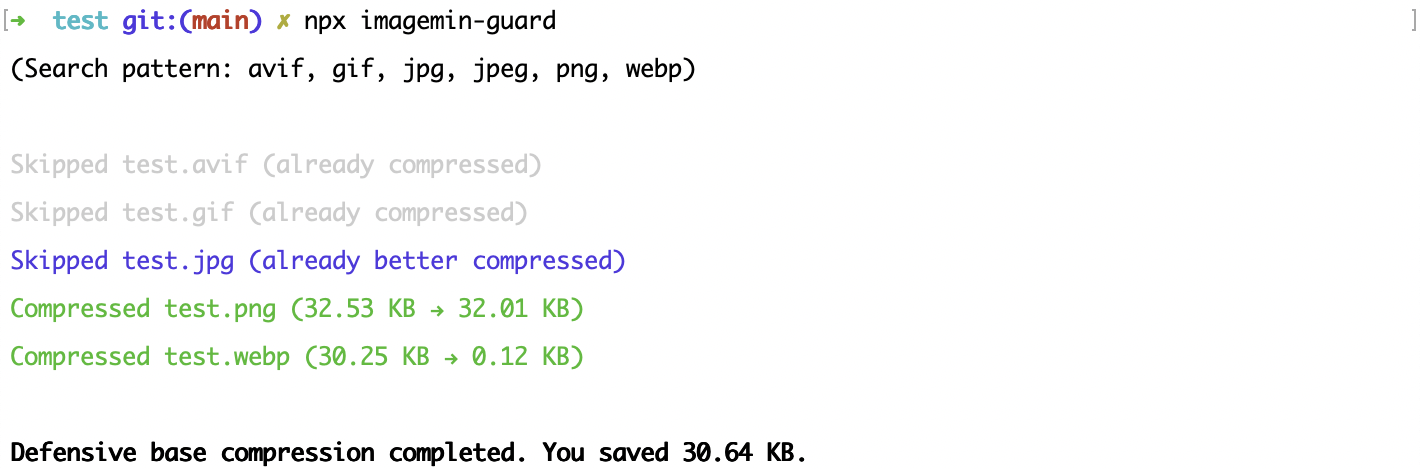 [➜  test git:(main) ✗ npx imagemin-guard ]
(Search pattern: avif, gif, jpg, jpeg, png, webp)
Skipped test.avif (already compressed)
Skipped test.gif (already compressed)
Skipped test.jpg (already better compressed)
Compressed test.png (32.53 KB → 32.01 KB)
Compressed test.webp (30.25 KB → 0.12 KB)
Defensive base compression completed. You saved 30.64 KB.